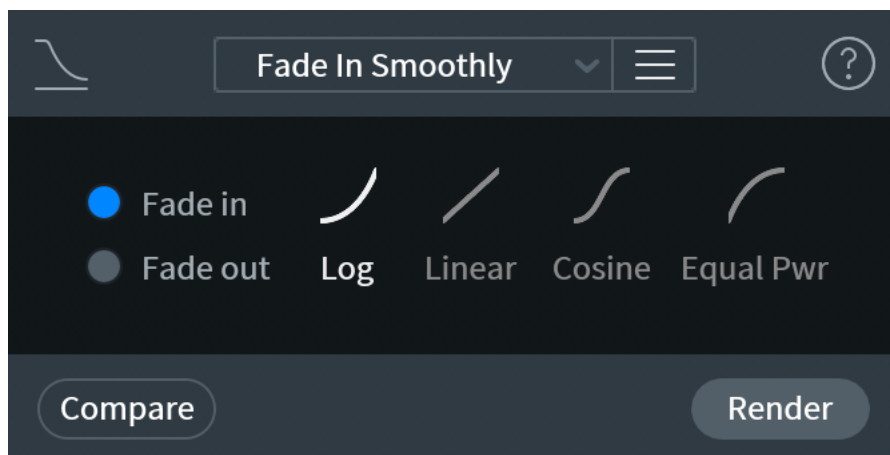 Fade In Smoothly
?
Fade in
Fade out
Log
Linear
Cosine
Equal Pwr
Compare
Render